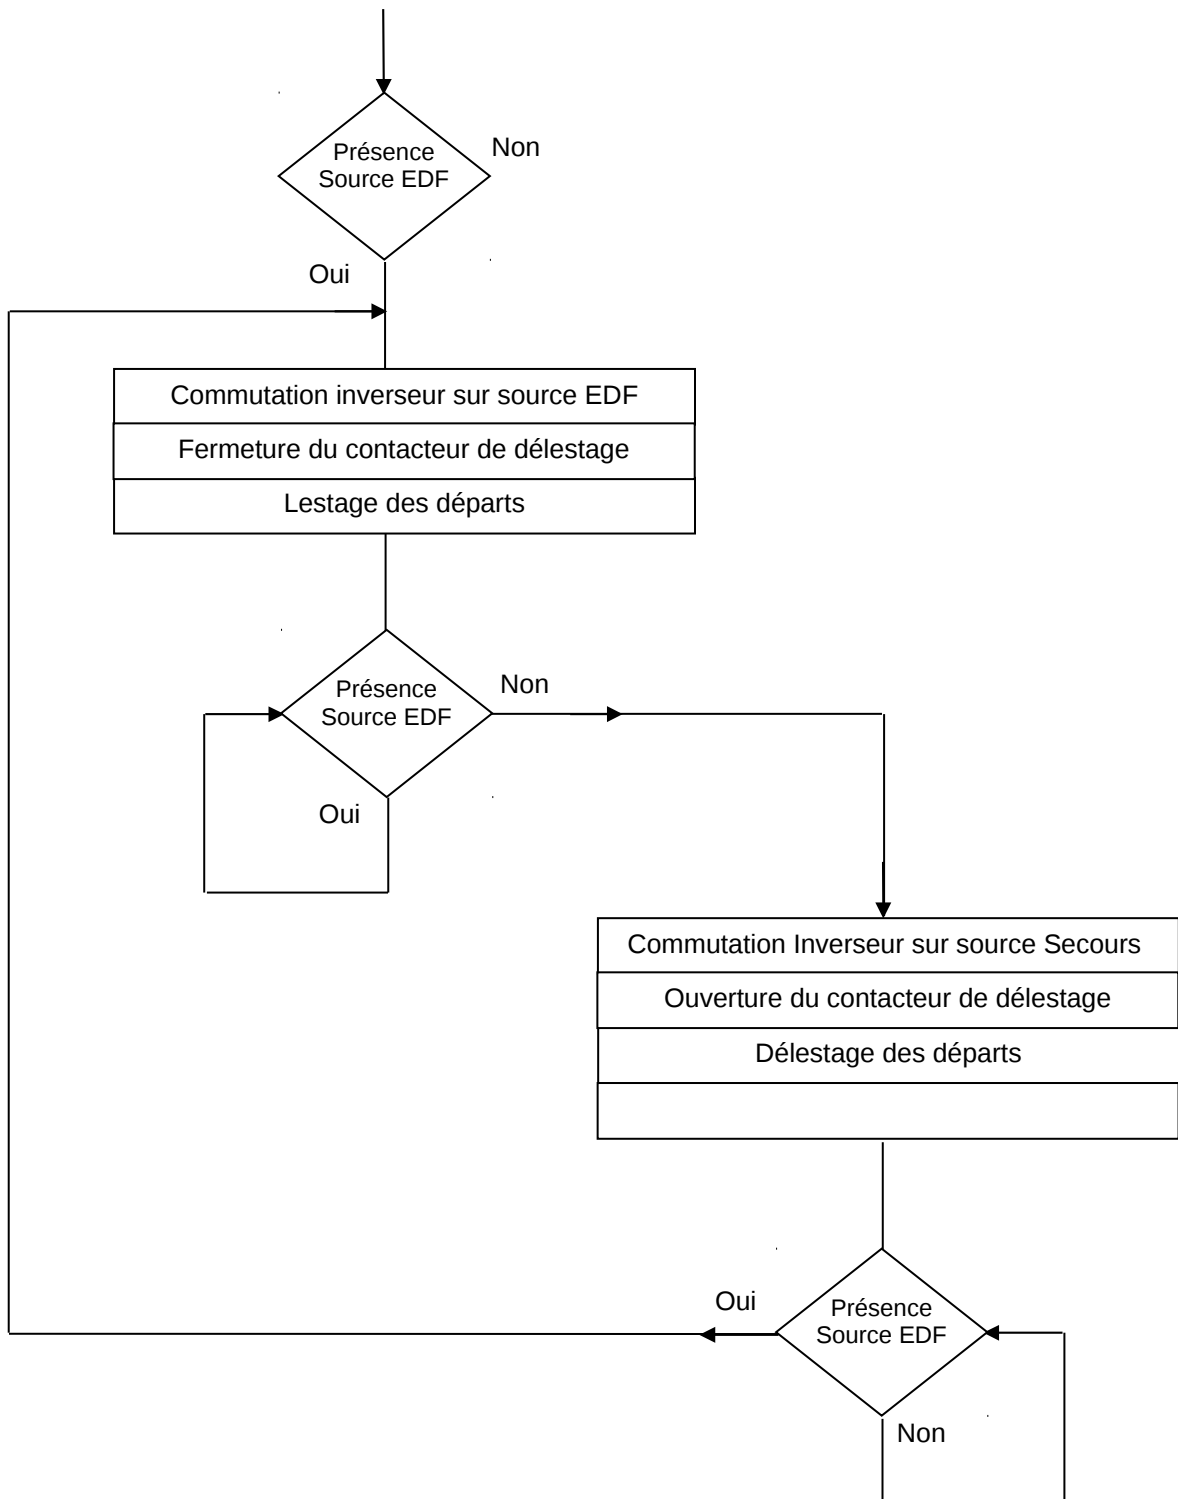 Présence
Source EDF
Non
Oui
Commutation inverseur sur source EDF
Fermeture du contacteur de délestage
Lestage des départs
Présence
Source EDF
Non
Oui
Commutation Inverseur sur source Secours
Ouverture du contacteur de délestage
Délestage des départs
Oui
Présence
Source EDF
Non